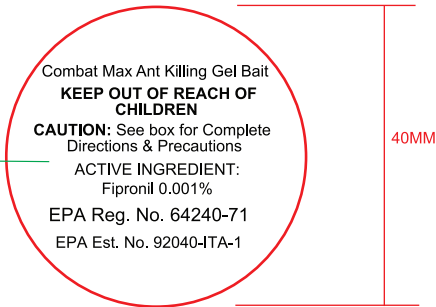 Combat Max Ant Killing Gel Bait
KEEP OUT OF REACH OF
CHILDREN
CAUTION: See box for Complete
Directions & Precautions
ACTIVE INGREDIENT:
Fipronil 0.001%
EPA Reg. No. 64240-71
EPA Est. No. 92040-ITA-1
40MM